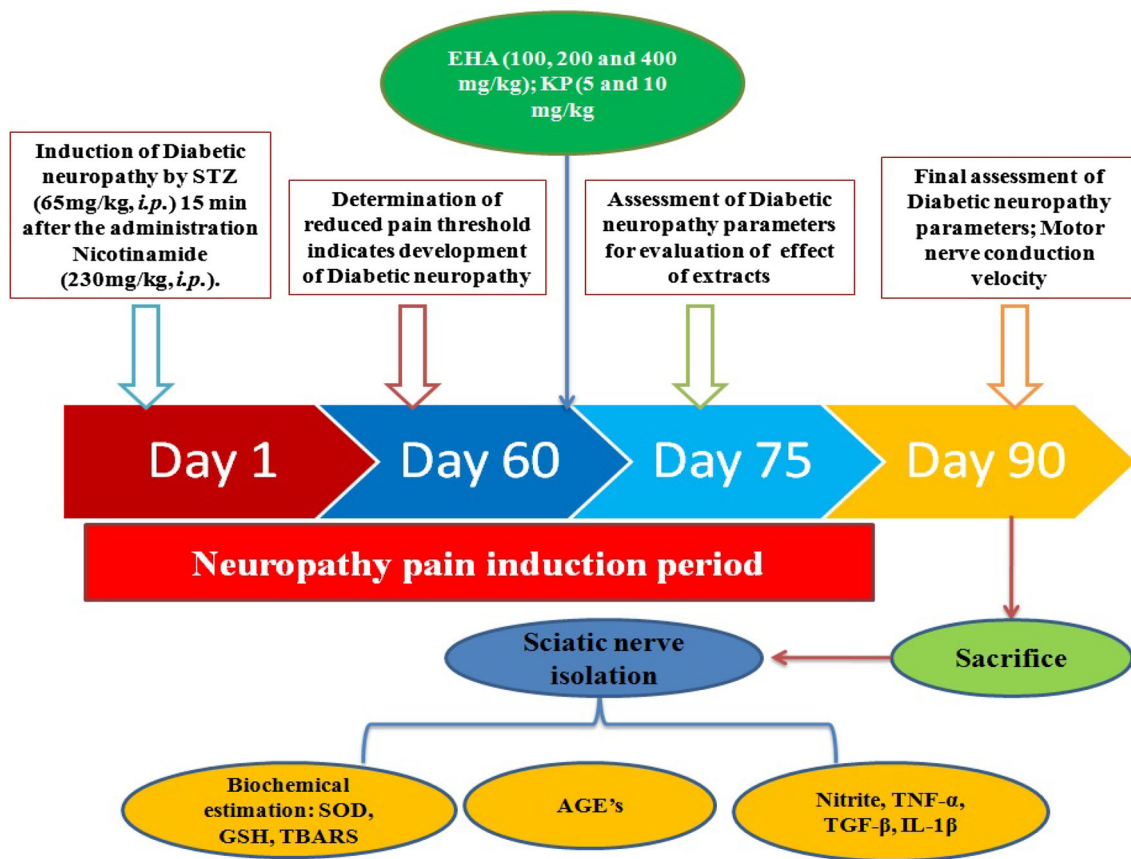 EHA (100, 200 and 400
mg/kg); KP (5 and 10
mg/kg
Induction of Diabetic
neuropathy by STZ
(65mg/kg, i.p.) 15 min
after the administration
Nicotinamide
(230mg/kg, i.p.).
Determination of
reduced pain threshold
indicates development
of Diabetic neuropathy
Assessment of Diabetic
neuropathy parameters
for evaluation of effect
of extracts
Final assessment of
Diabetic neuropathy
parameters; Motor
nerve conduction
velocity
Day 1
Day 60
Day 75
Day 90
Neuropathy pain induction period
Sciatic nerve
isolation
Sacrifice
Biochemical
estimation: SOD,
GSH, TBARS
AGE's
Nitrite, TNF-α,
TGF-β, IL-1β